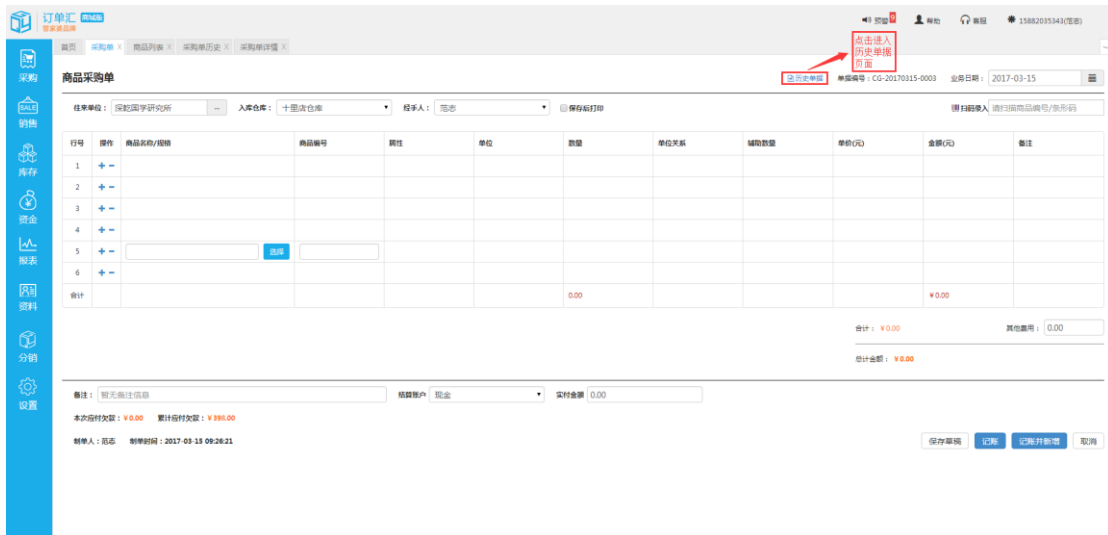 订单汇 商城版
管家婆品牌
预警 9 帮助 客服 15882035343(范志)
首页 采购单 X 商品列表 X 采购单历史 X 采购单详情 X
点击进入
历史单据
页面
商品采购单
历史单据 单据编号：CG-20170315-0003 业务日期： 2017-03-15
往来单位： ... 入库仓库： 十里店仓库 经手人： 范志 保存后打印 扫码录入 请扫描商品编号/条形码
行号 操作 商品名称/规格 商品编号 属性 单位 数量 单位关系 辅助数量 单价(元) 金额(元) 备注
1 + −
2 + −
3 + −
4 + −
5 + − 选择
6 + −
合计 0.00 ￥0.00
合计： ￥0.00 其他费用： 0.00
总计金额： ￥0.00
备注： 暂无备注信息 结算账户 现金 实付金额 0.00
本次应付欠款：￥0.00 累计应付欠款：￥390.00
制单人：范志 制单时间：2017-03-15 09:26:21
保存草稿 记账 记账并新增 取消
采购
SALE
销售
库存
资金
报表
资料
分销
设置